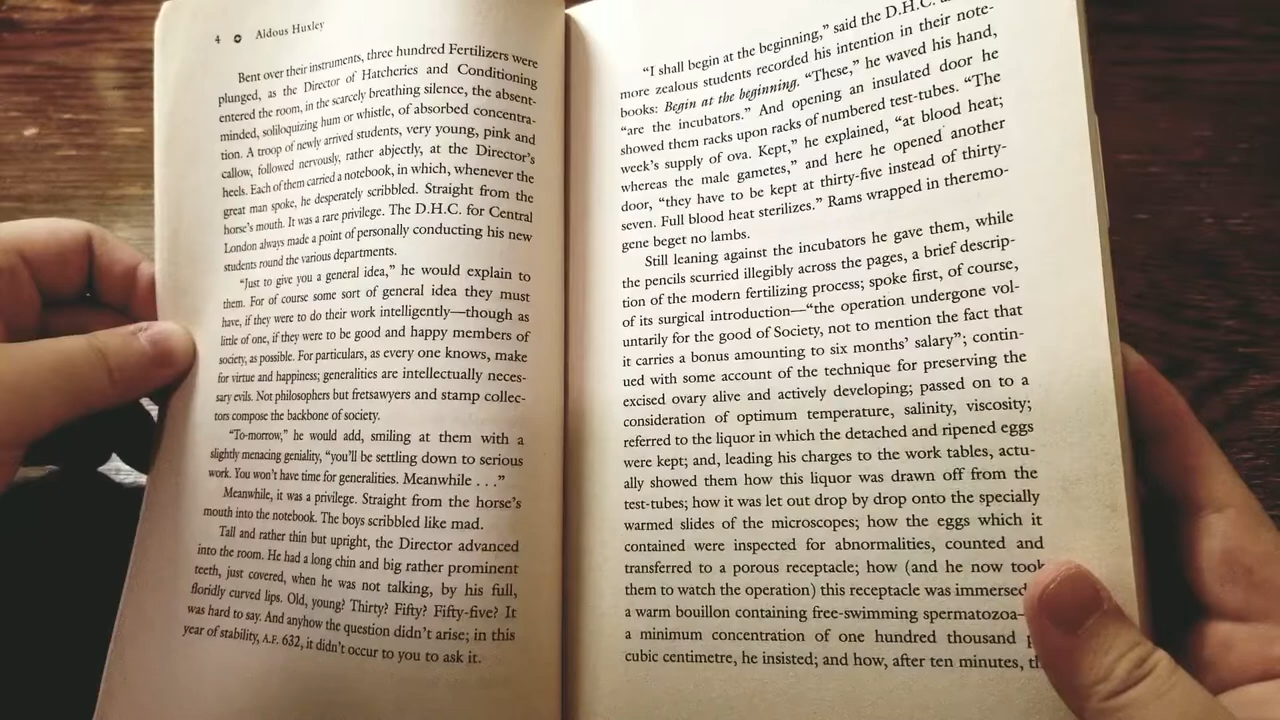 4 Aldous Huxley
Bent over their instruments, three hundred Fertilizers were
plunged, as the Director of Hatcheries and Conditioning
entered the room, in the scarcely breathing silence, the absent-
minded, soliloquizing hum or whistle, of absorbed concentra-
tion. A troop of newly arrived students, very young, pink and
callow, followed nervously, rather abjectly, at the Director's
heels. Each of them carried a notebook, in which, whenever the
great man spoke, he desperately scribbled. Straight from the
horse's mouth. It was a rare privilege. The D.H.C. for Central
London always made a point of personally conducting his new
students round the various departments.
"Just to give you a general idea," he would explain to
them. For of course some sort of general idea they must
have, if they were to do their work intelligently—though as
little of one, if they were to be good and happy members of
society, as possible. For particulars, as every one knows, make
for virtue and happiness; generalities are intellectually neces-
sary evils. Not philosophers but fretsawyers and stamp collec-
tors compose the backbone of society.
"To-morrow," he would add, smiling at them with a
slightly menacing geniality, "you'll be settling down to serious
work. You won't have time for generalities. Meanwhile . . ."
Meanwhile, it was a privilege. Straight from the horse's
mouth into the notebook. The boys scribbled like mad.
Tall and rather thin but upright, the Director advanced
into the room. He had a long chin and big rather prominent
teeth, just covered, when he was not talking, by his full,
floridly curved lips. Old, young? Thirty? Fifty? Fifty-five? It
was hard to say. And anyhow the question didn't arise; in this
year of stability, A.F. 632, it didn't occur to you to ask it.
"I shall begin at the beginning," said the D.H.C.
more zealous students recorded his intention in their note-
books: Begin at the beginning. "These," he waved his hand,
"are the incubators." And opening an insulated door he
showed them racks upon racks of numbered test-tubes. "The
week's supply of ova. Kept," he explained, "at blood heat;
whereas the male gametes," and here he opened another
door, "they have to be kept at thirty-five instead of thirty-
seven. Full blood heat sterilizes." Rams wrapped in theremo-
gene beget no lambs.
Still leaning against the incubators he gave them, while
the pencils scurried illegibly across the pages, a brief descrip-
tion of the modern fertilizing process; spoke first, of course,
of its surgical introduction—"the operation undergone vol-
untarily for the good of Society, not to mention the fact that
it carries a bonus amounting to six months' salary"; contin-
ued with some account of the technique for preserving the
excised ovary alive and actively developing; passed on to a
consideration of optimum temperature, salinity, viscosity;
referred to the liquor in which the detached and ripened eggs
were kept; and, leading his charges to the work tables, actu-
ally showed them how this liquor was drawn off from the
test-tubes; how it was let out drop by drop onto the specially
warmed slides of the microscopes; how the eggs which it
contained were inspected for abnormalities, counted and
transferred to a porous receptacle; how (and he now took
them to watch the operation) this receptacle was immersed
a warm bouillon containing free-swimming spermatozoa—
a minimum concentration of one hundred thousand
cubic centimetre, he insisted; and how, after ten minutes,